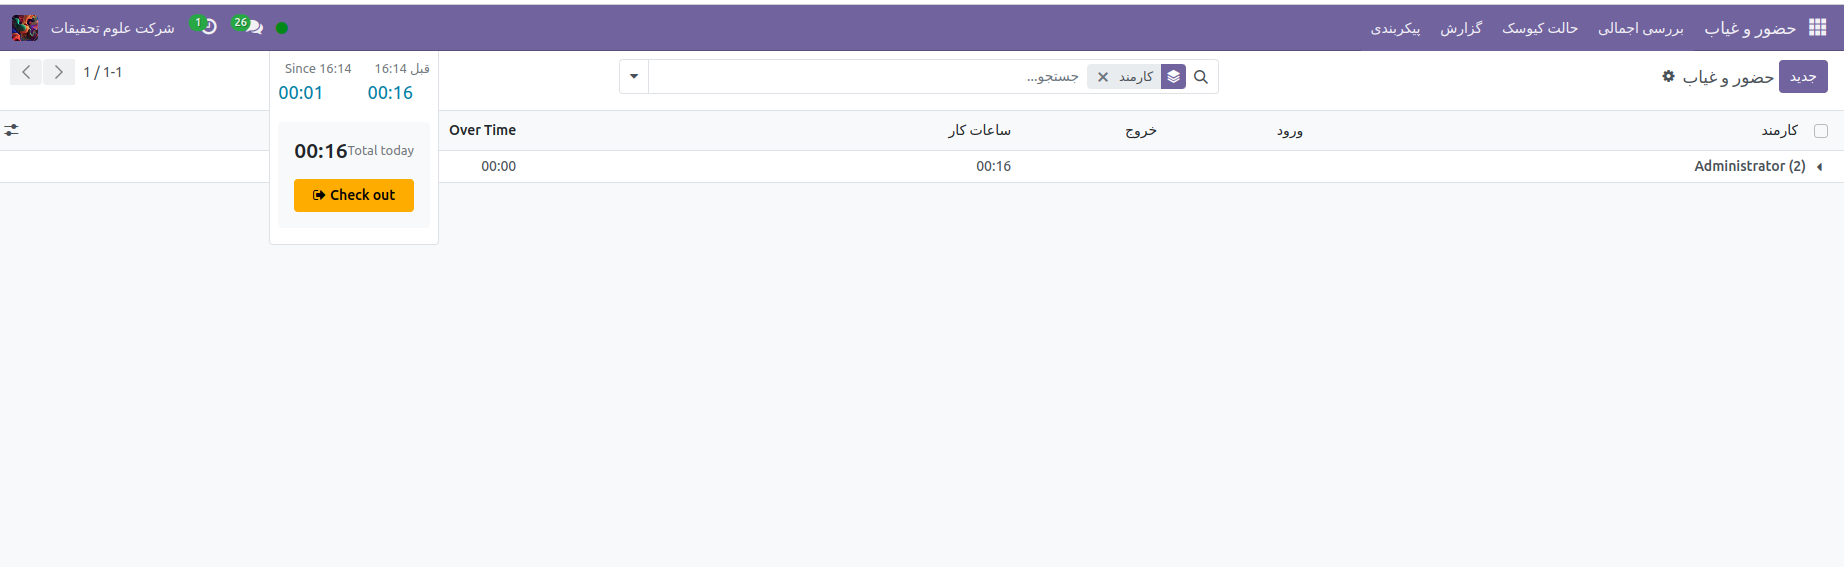 حضور و غیاب بررسی اجمالی حالت کیوسک گزارش پیکربندی
26 1 شرکت علوم تحقیقات
جدید حضور و غیاب
کارمند جستجو...
1 / 1-1
قبل 16:14 Since 16:14
00:16 00:01
00:16 Total today
Check out
کارمند ورود خروج ساعات کار Over Time
Administrator (2) 00:16 00:00